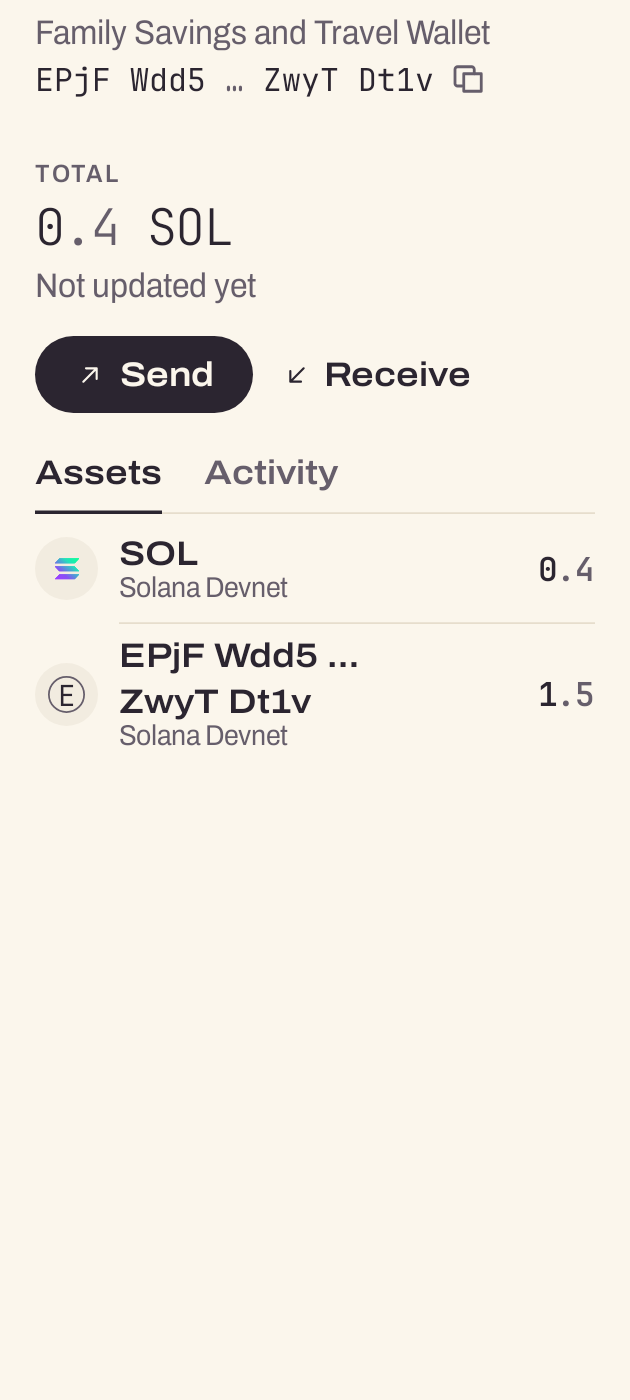 Family Savings and Travel Wallet
EPjF Wdd5 … ZwyT Dt1v
TOTAL
0.4 SOL
Not updated yet
Send
Receive
Assets
Activity
SOL
Solana Devnet
0.4
E
EPjF Wdd5 …
ZwyT Dt1v
Solana Devnet
1.5